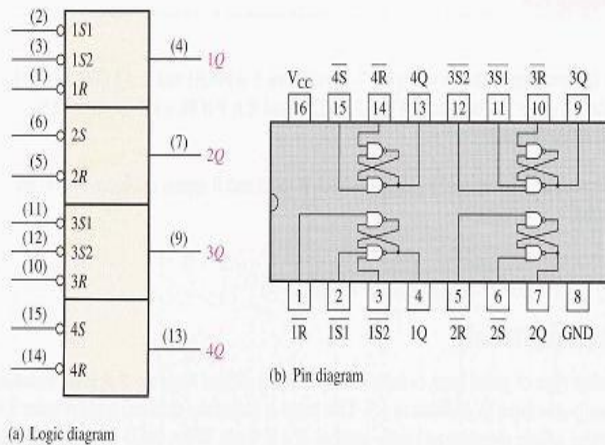 (2) 1S1
(3) 1S2 (4) 1Q
(1) 1R
(6) 2S
(7) 2Q
(5) 2R
(11) 3S1
(12) 3S2 (9) 3Q
(10) 3R
(15) 4S
(13) 4Q
(14) 4R
(a) Logic diagram
VCC 4S 4R 4Q 3S2 3S1 3R 3Q
16 15 14 13 12 11 10 9
1 2 3 4 5 6 7 8
1R 1S1 1S2 1Q 2R 2S 2Q GND
(b) Pin diagram